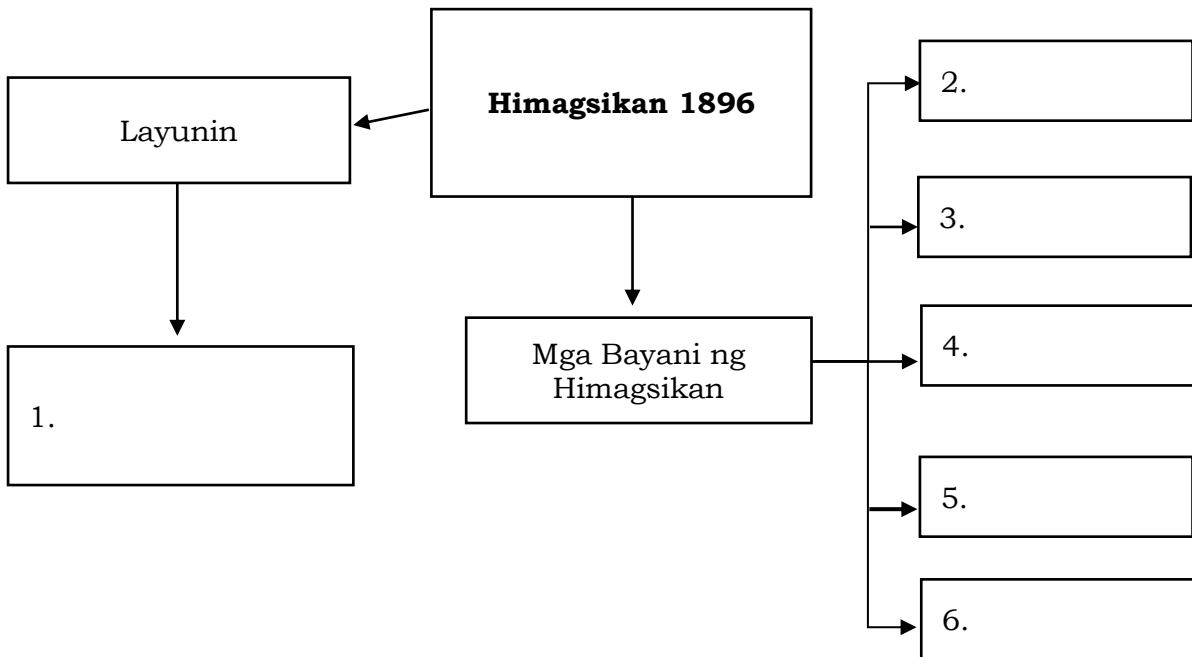 Himagsikan 1896
Layunin
1.
Mga Bayani ng
Himagsikan
2.
3.
4.
5.
6.